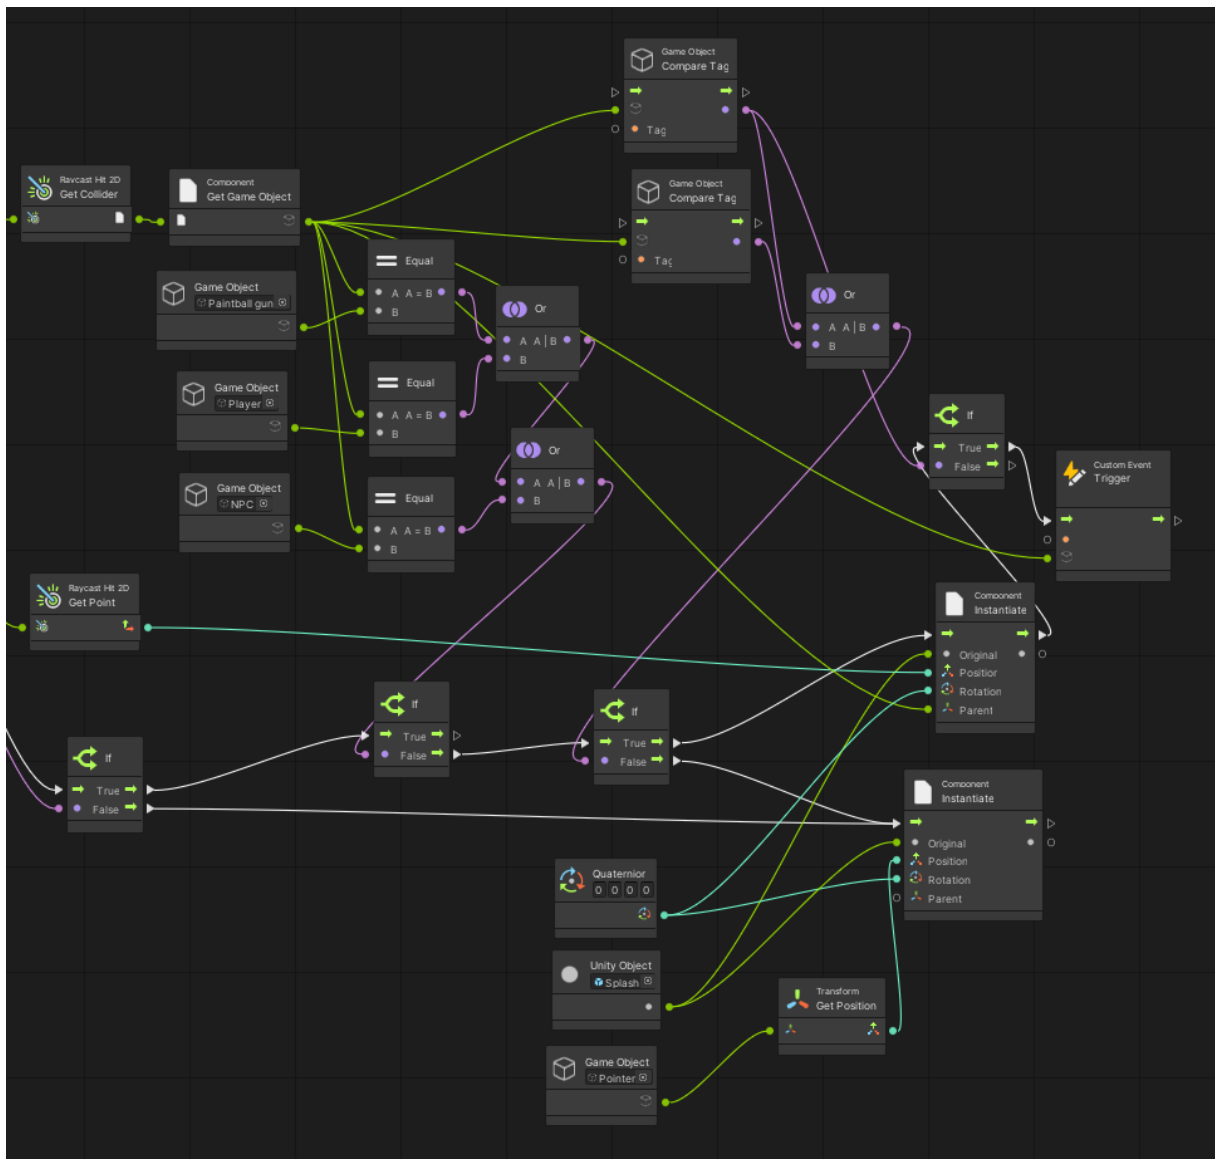 Game Object
Compare Tag
Tag
Raycast Hit 2D
Get Collider
Component
Get Game Object
Game Object
Compare Tag
Tag
Equal
A A = B
B
Game Object
Paintball gun
Or
A A | B
B
Or
A A | B
B
Game Object
Player
Equal
A A = B
B
If
True
False
Or
A A | B
B
Custom Event
Trigger
Game Object
NPC
Equal
A A = B
B
Raycast Hit 2D
Get Point
Component
Instantiate
Original
Position
Rotation
Parent
If
True
False
If
True
False
If
True
False
Component
Instantiate
Original
Position
Rotation
Parent
Quaternior
0 0 0 0
Unity Object
Splash
Transform
Get Position
Game Object
Pointer